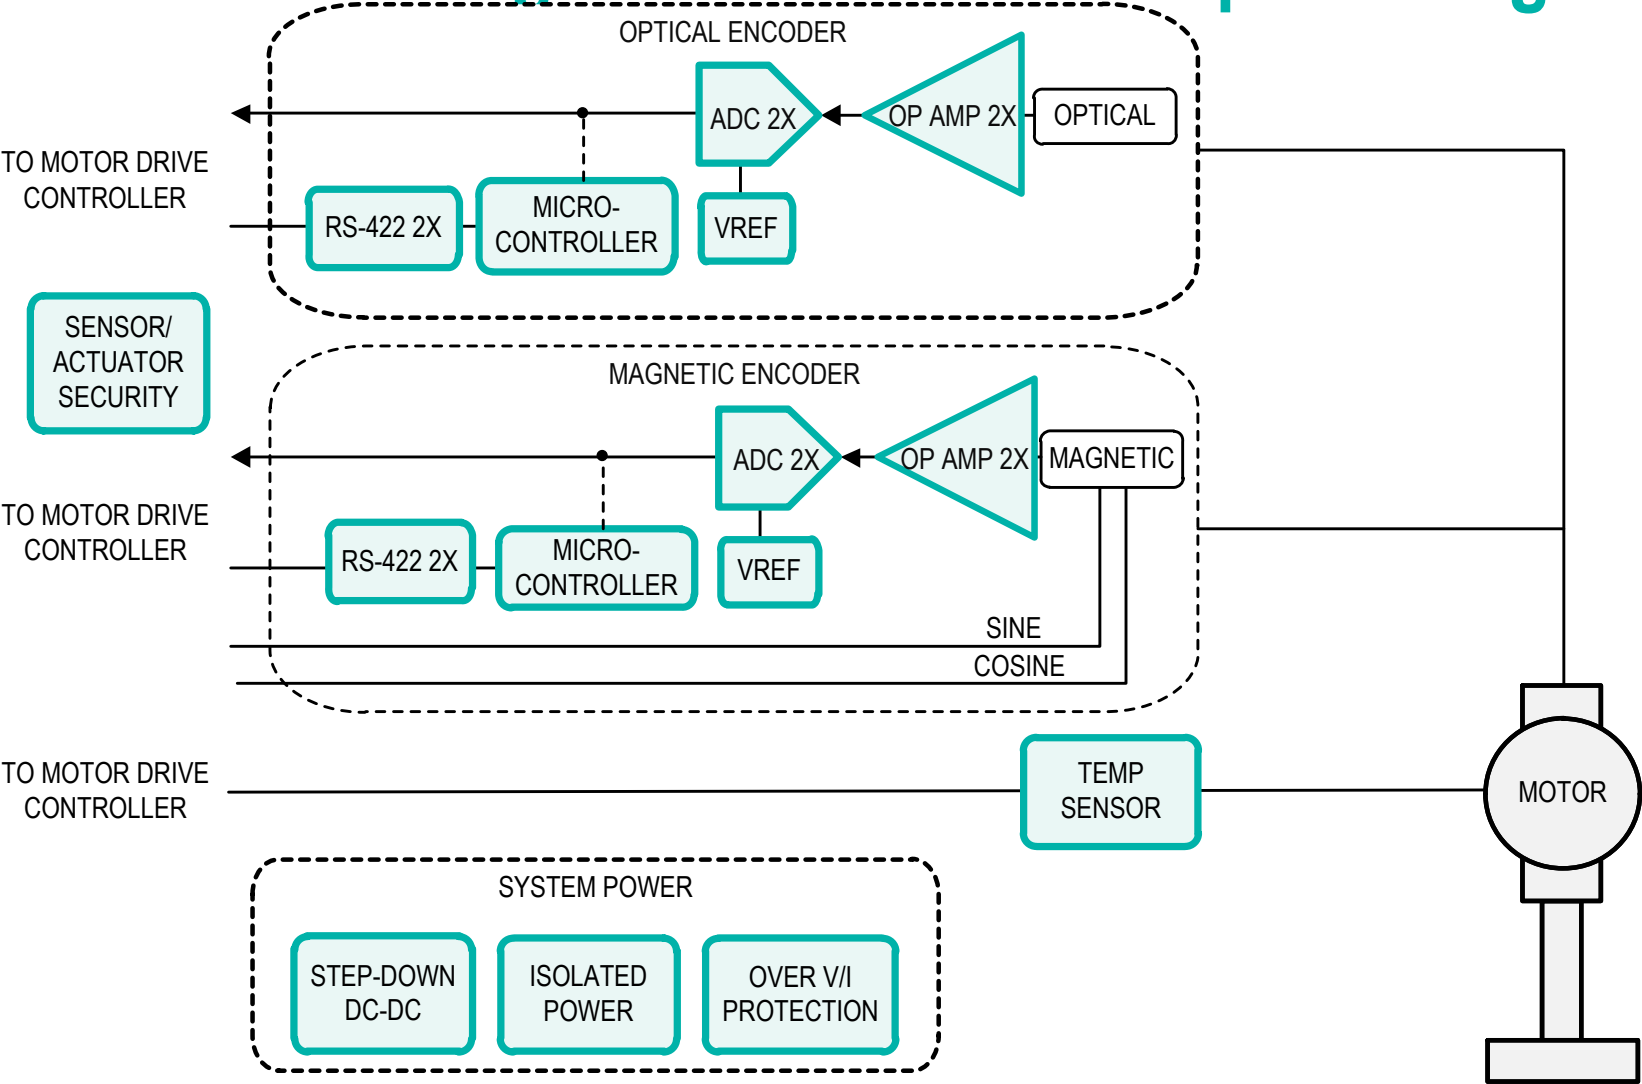 OPTICAL ENCODER
ADC 2X
OP AMP 2X
OPTICAL
TO MOTOR DRIVE
CONTROLLER
RS-422 2X
MICRO-
CONTROLLER
VREF
SENSOR/
ACTUATOR
SECURITY
MAGNETIC ENCODER
ADC 2X
OP AMP 2X
MAGNETIC
TO MOTOR DRIVE
CONTROLLER
RS-422 2X
MICRO-
CONTROLLER
VREF
SINE
COSINE
TO MOTOR DRIVE
CONTROLLER
TEMP
SENSOR
MOTOR
SYSTEM POWER
STEP-DOWN
DC-DC
ISOLATED
POWER
OVER V/I
PROTECTION